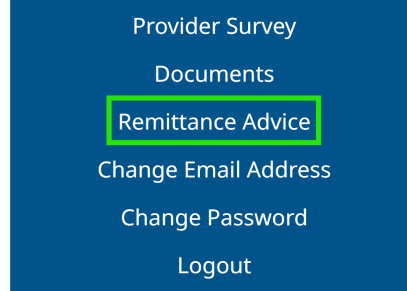 Provider Survey
Documents
Remittance Advice
Change Email Address
Change Password
Logout